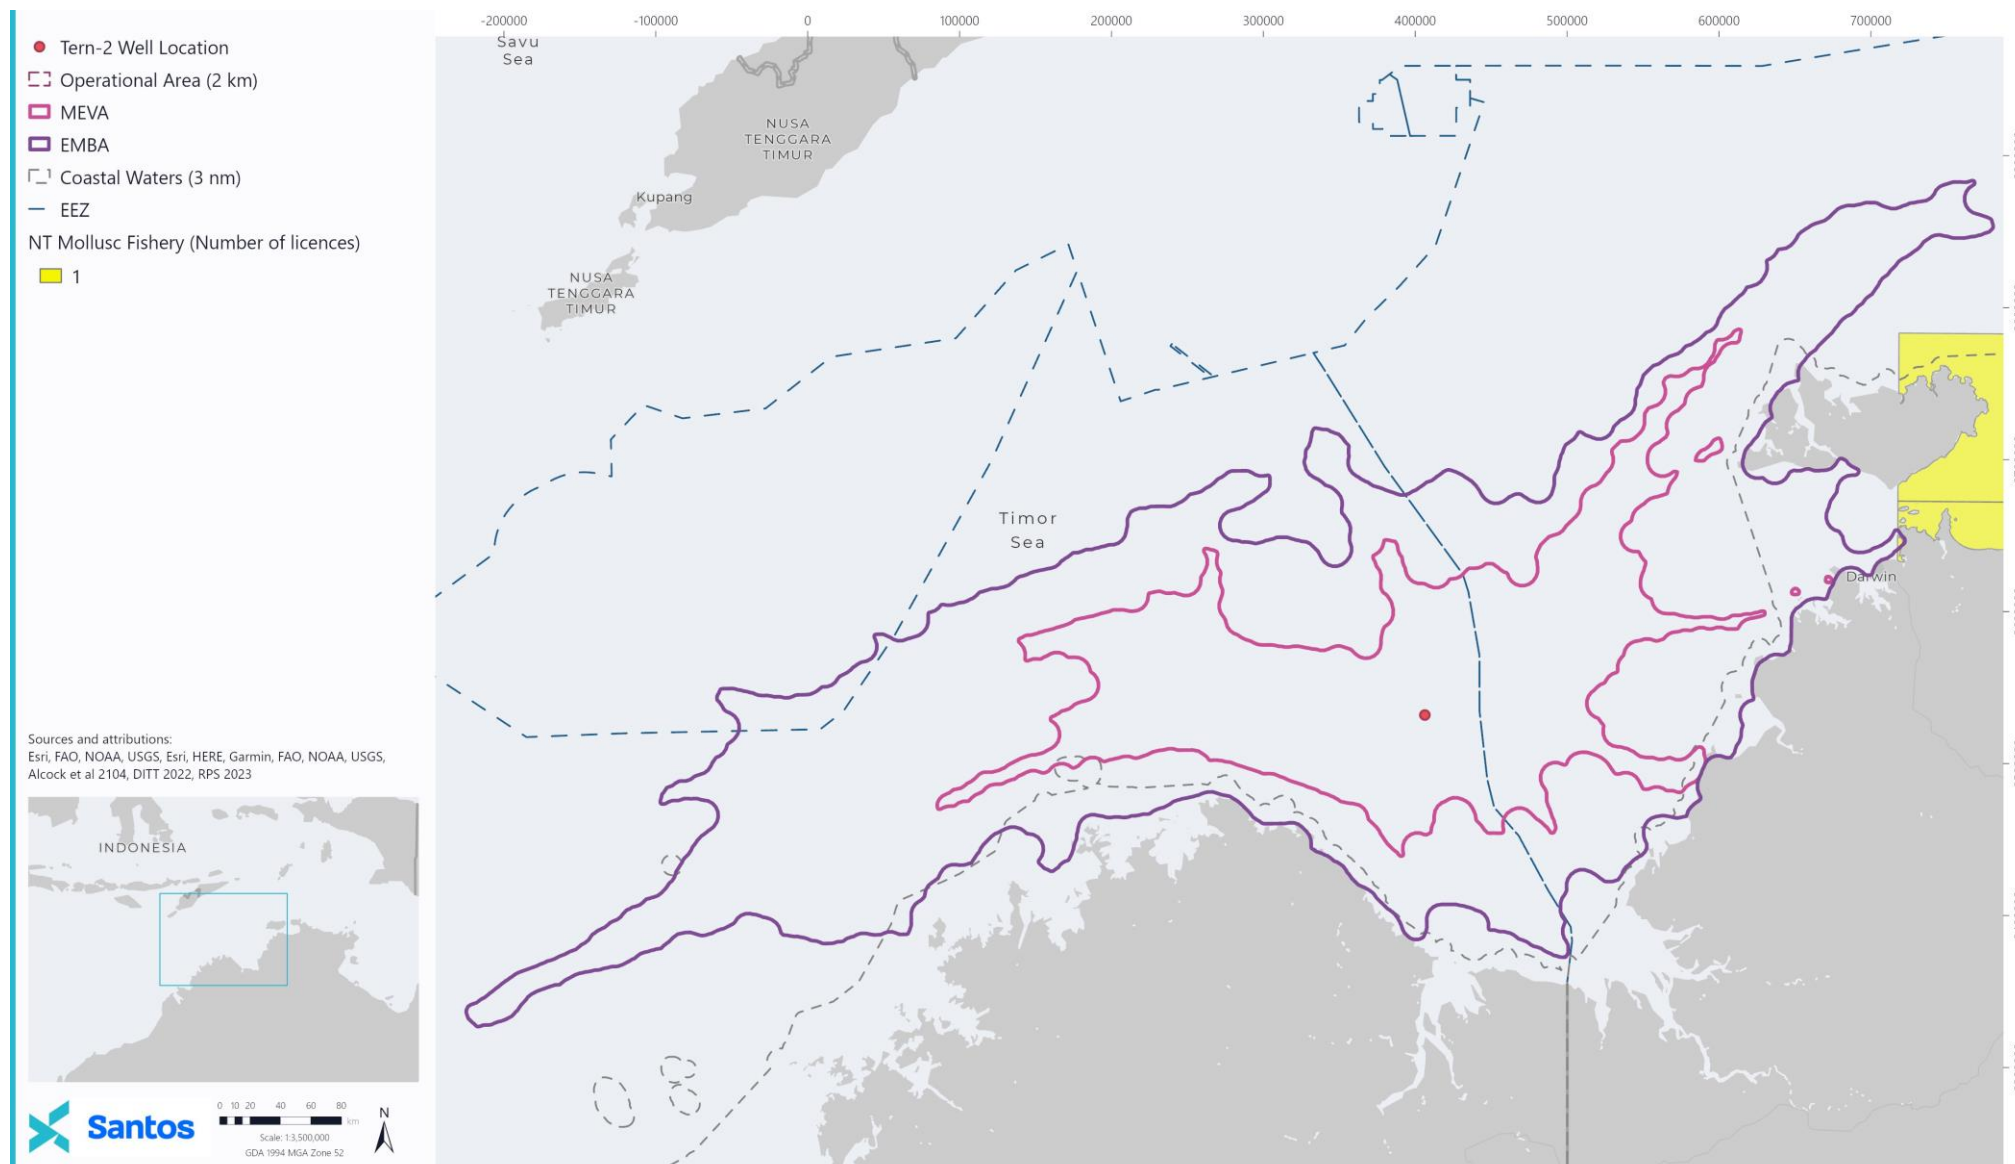 Tern-2 Well Location
Operational Area (2 km)
MEVA
EMBA
Coastal Waters (3 nm)
EEZ
NT Mollusc Fishery (Number of licences)
1
Sources and attributions:
Esri, FAO, NOAA, USGS, Esri, HERE, Garmin, FAO, NOAA, USGS,
Alcock et al 2104, DITT 2022, RPS 2023
INDONESIA
Santos
0 10 20 40 60 80
km
Scale: 1:3,500,000
GDA 1994 MGA Zone 52
N
-200000 -100000 0 100000 200000 300000 400000 500000 600000 700000
Savu
Sea
NUSA
TENGGARA
TIMUR
Kupang
NUSA
TENGGARA
TIMUR
Timor
Sea
Darwin